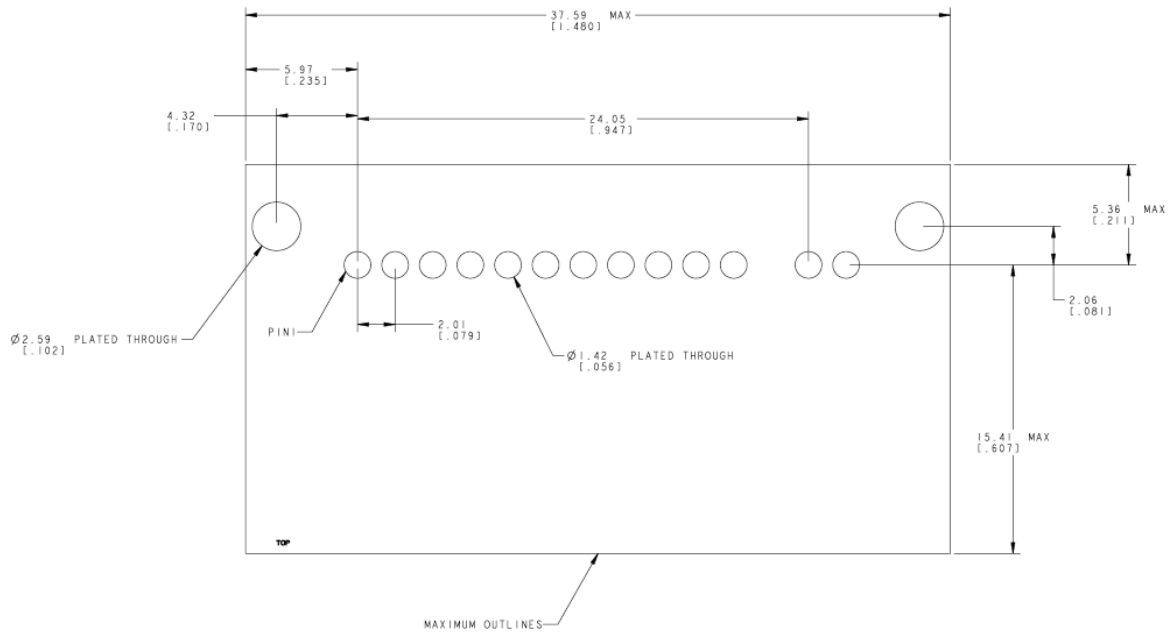 37.59 MAX
[1.480]
5.97
[.235]
4.32
[.170]
24.05
[.947]
5.36 MAX
[.211]
2.06
[.081]
PIN1
2.01
[.079]
Ø2.59 PLATED THROUGH
[.102]
Ø1.42 PLATED THROUGH
[.056]
15.41 MAX
[.607]
TOP
MAXIMUM OUTLINES